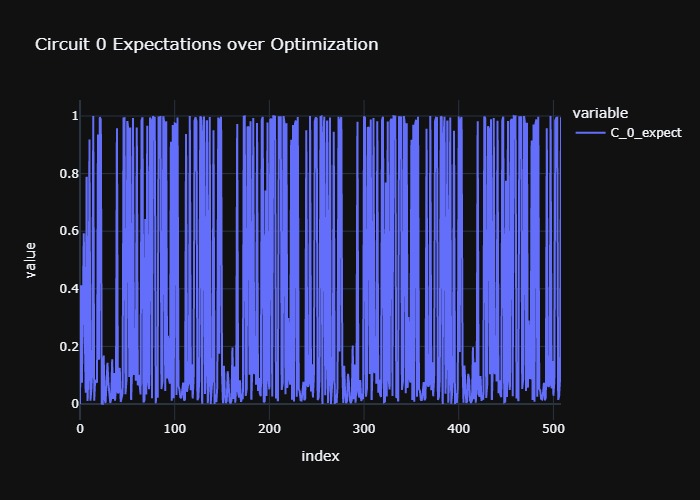 Circuit 0 Expectations over Optimization
variable
C_0_expect
value
1
0.8
0.6
0.4
0.2
0
0
100
200
300
400
500
index